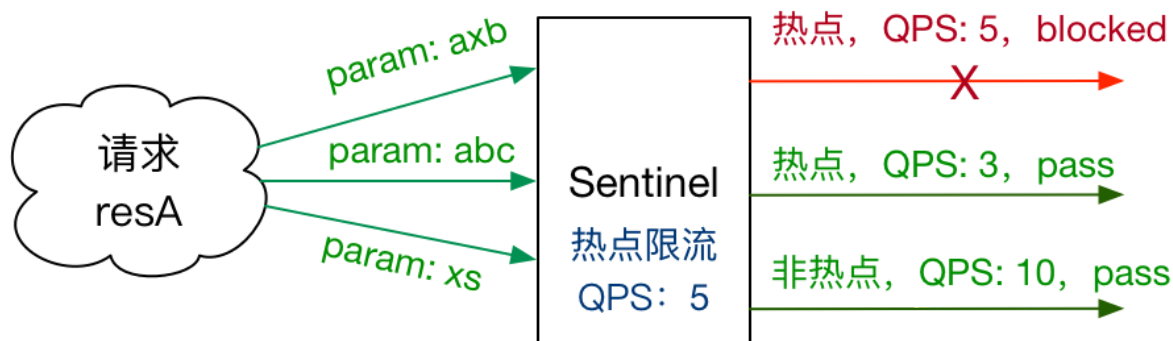 请求
resA
param: axb
param: abc
param: xs
Sentinel
热点限流
QPS：5
热点，QPS: 5，blocked
X
热点，QPS: 3，pass
非热点，QPS: 10，pass